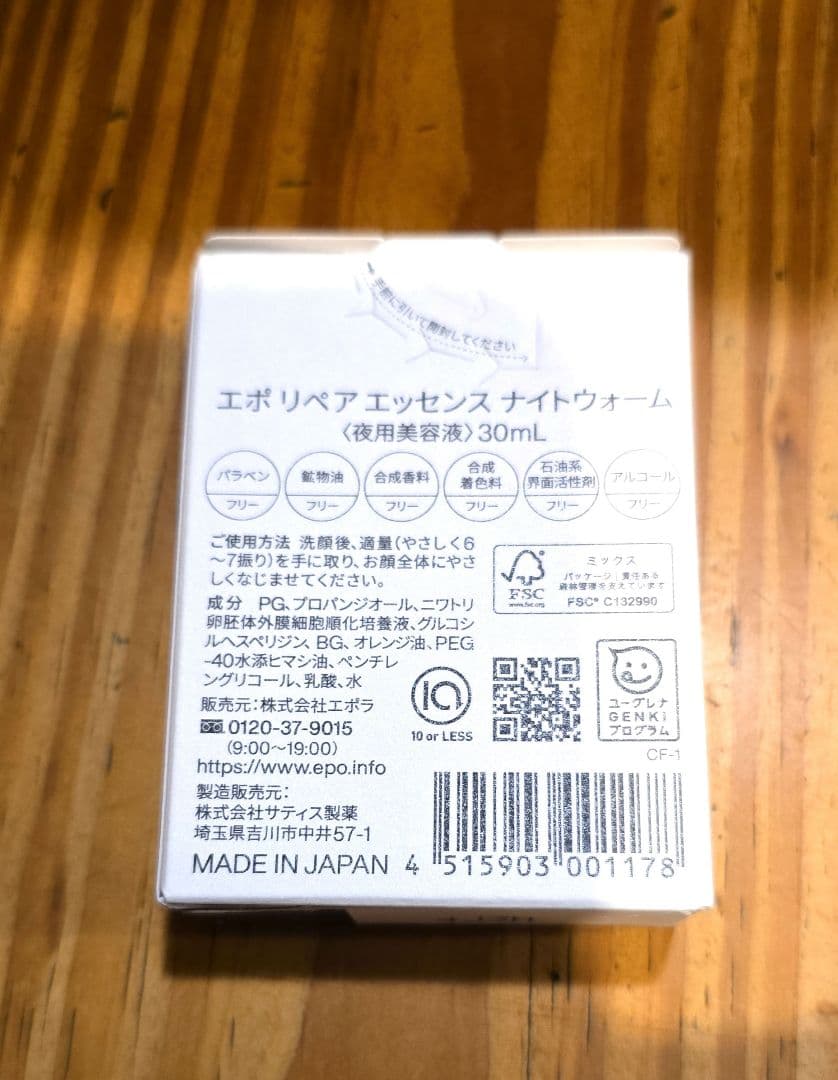 手前に引いて開封してください
エポ リペア エッセンス ナイトウォーム
〈夜用美容液〉30mL
パラベン
フリー
鉱物油
フリー
合成香料
フリー
合成
着色料
フリー
石油系
界面活性剤
フリー
アルコール
フリー
ご使用方法 洗顔後、適量(やさしく6
〜7振り)を手に取り、お顔全体にやさ
しくなじませてください。
成分 PG、プロパンジオール、ニワトリ
卵胚体外膜細胞順化培養液、グルコシ
ルヘスペリジン、BG、オレンジ油、PEG
-40水添ヒマシ油、ペンチレ
ングリコール、乳酸、水
販売元:株式会社エポラ
0120-37-9015
(9:00〜19:00)
https://www.epo.info
製造販売元:
株式会社サティス製薬
埼玉県吉川市中井57-1
MADE IN JAPAN
FSC
www.fsc.org
ミックス
パッケージ|責任ある
森林管理を支えています
FSC® C132990
10 or LESS
ユーグレナ
GENKi
プログラム
CF-1
4 515903 001178